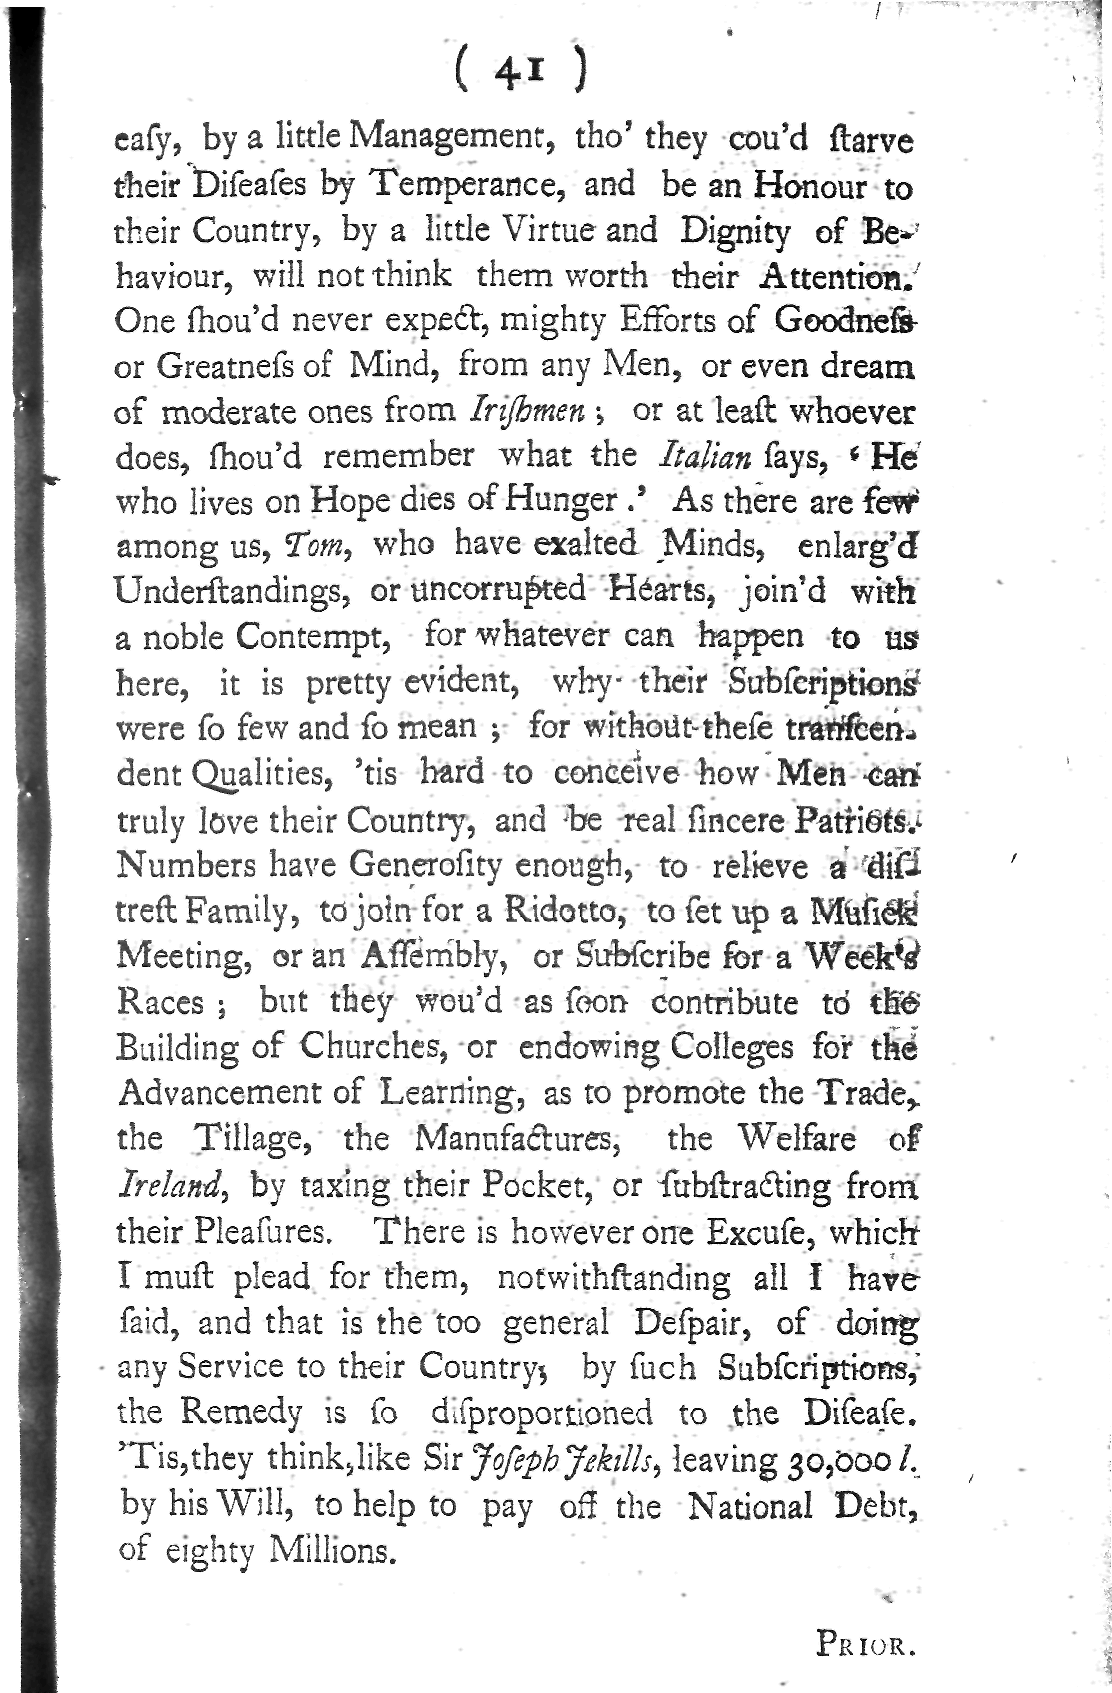 ( 41 )
eaſy, by a little Management, tho' they cou'd ſtarve
their Diſeaſes by Temperance, and be an Honour to
their Country, by a little Virtue and Dignity of Be-
haviour, will not think them worth their Attention.
One ſhou'd never expect, mighty Efforts of Goodneſs
or Greatneſs of Mind, from any Men, or even dream
of moderate ones from Iriſhmen ; or at leaſt whoever
does, ſhou'd remember what the Italian ſays, ‘ He
who lives on Hope dies of Hunger .’ As there are few
among us, Tom, who have exalted Minds, enlarg'd
Underſtandings, or uncorrupted Hearts, join'd with
a noble Contempt, for whatever can happen to us
here, it is pretty evident, why their Subſcriptions
were ſo few and ſo mean ; for without theſe tranſcen-
dent Qualities, 'tis hard to conceive how Men can
truly love their Country, and be real ſincere Patriots.
Numbers have Generoſity enough, to relieve a diſ-
treſt Family, to join for a Ridotto, to ſet up a Muſick
Meeting, or an Aſſembly, or Subſcribe for a Week's
Races ; but they wou'd as ſoon contribute to the
Building of Churches, or endowing Colleges for the
Advancement of Learning, as to promote the Trade,
the Tillage, the Manufactures, the Welfare of
Ireland, by taxing their Pocket, or ſubſtracting from
their Pleaſures. There is however one Excuſe, which
I muſt plead for them, notwithſtanding all I have
ſaid, and that is the too general Deſpair, of doing
any Service to their Country, by ſuch Subſcriptions,
the Remedy is ſo diſproportioned to the Diſeaſe.
'Tis, they think, like Sir Joſeph Jekills, leaving 30,000 l.
by his Will, to help to pay off the National Debt,
of eighty Millions.
PRIOR.